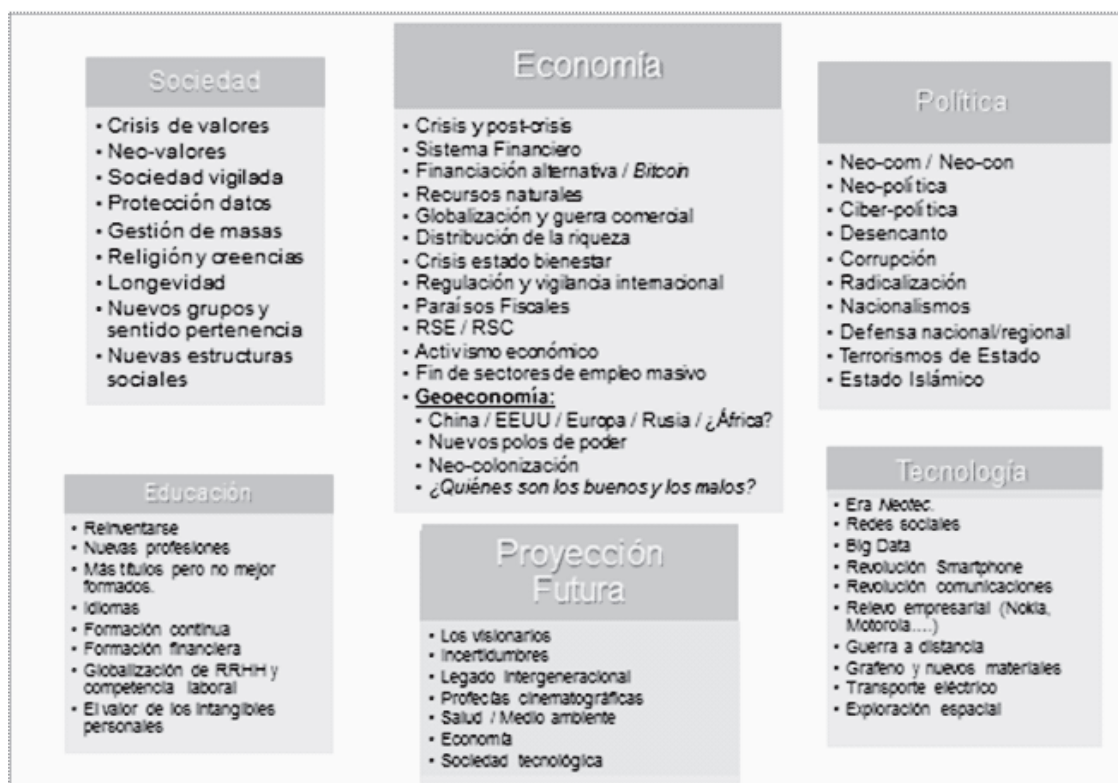 Sociedad
• Crisis de valores
• Neo-valores
• Sociedad vigilada
• Protección datos
• Gestión de masas
• Religión y creencias
• Longevidad
• Nuevos grupos y
sentido pertenencia
• Nuevas estructuras
sociales
Economía
• Crisis y post-crisis
• Sistema Financiero
• Financiación alternativa / Bitcoin
• Recursos naturales
• Globalización y guerra comercial
• Distribución de la riqueza
• Crisis estado bienestar
• Regulación y vigilancia internacional
• Paraísos Fiscales
• RSE / RSC
• Activismo económico
• Fin de sectores de empleo masivo
• Geoeconomía:
• China / EEUU / Europa / Rusia / ¿África?
• Nuevos polos de poder
• Neo-colonización
• ¿Quiénes son los buenos y los malos?
Política
• Neo-com / Neo-con
• Neo-política
• Ciber-política
• Desencanto
• Corrupción
• Radicalización
• Nacionalismos
• Defensa nacional/regional
• Terrorismos de Estado
• Estado Islámico
Educación
• Reinventarse
• Nuevas profesiones
• Más títulos pero no mejor
formados.
• Idiomas
• Formación continua
• Formación financiera
• Globalización de RRHH y
competencia laboral
• El valor de los intangibles
personales
Proyección
Futura
• Los visionarios
• Incertidumbres
• Legado intergeneracional
• Profecías cinematográficas
• Salud / Medio ambiente
• Economía
• Sociedad tecnológica
Tecnología
• Era Neotec.
• Redes sociales
• Big Data
• Revolución Smartphone
• Revolución comunicaciones
• Relevo empresarial (Nokia,
Motorola....)
• Guerra a distancia
• Grafeno y nuevos materiales
• Transporte eléctrico
• Exploración espacial